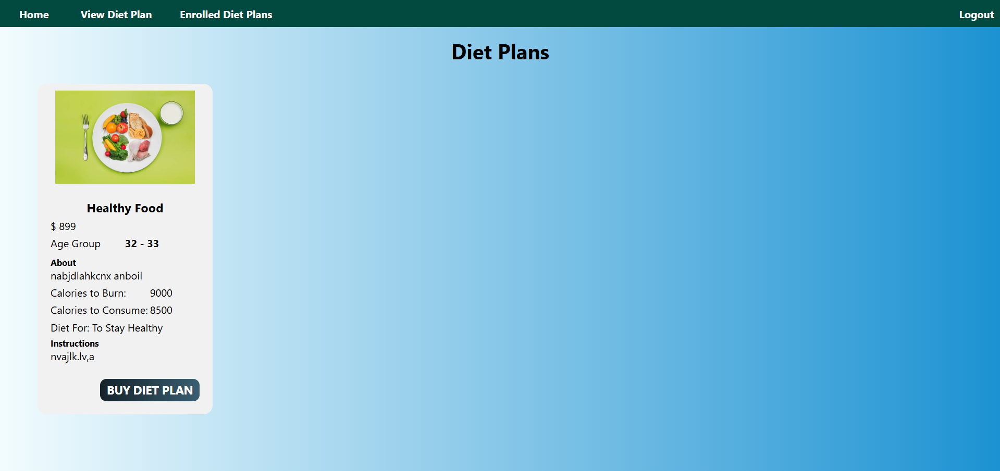 Home View Diet Plan Enrolled Diet Plans Logout
Diet Plans
Healthy Food
$ 899
Age Group 32 - 33
About
nabjdlahkcnx anboil
Calories to Burn: 9000
Calories to Consume: 8500
Diet For: To Stay Healthy
Instructions
nvajlk.lv,a
BUY DIET PLAN